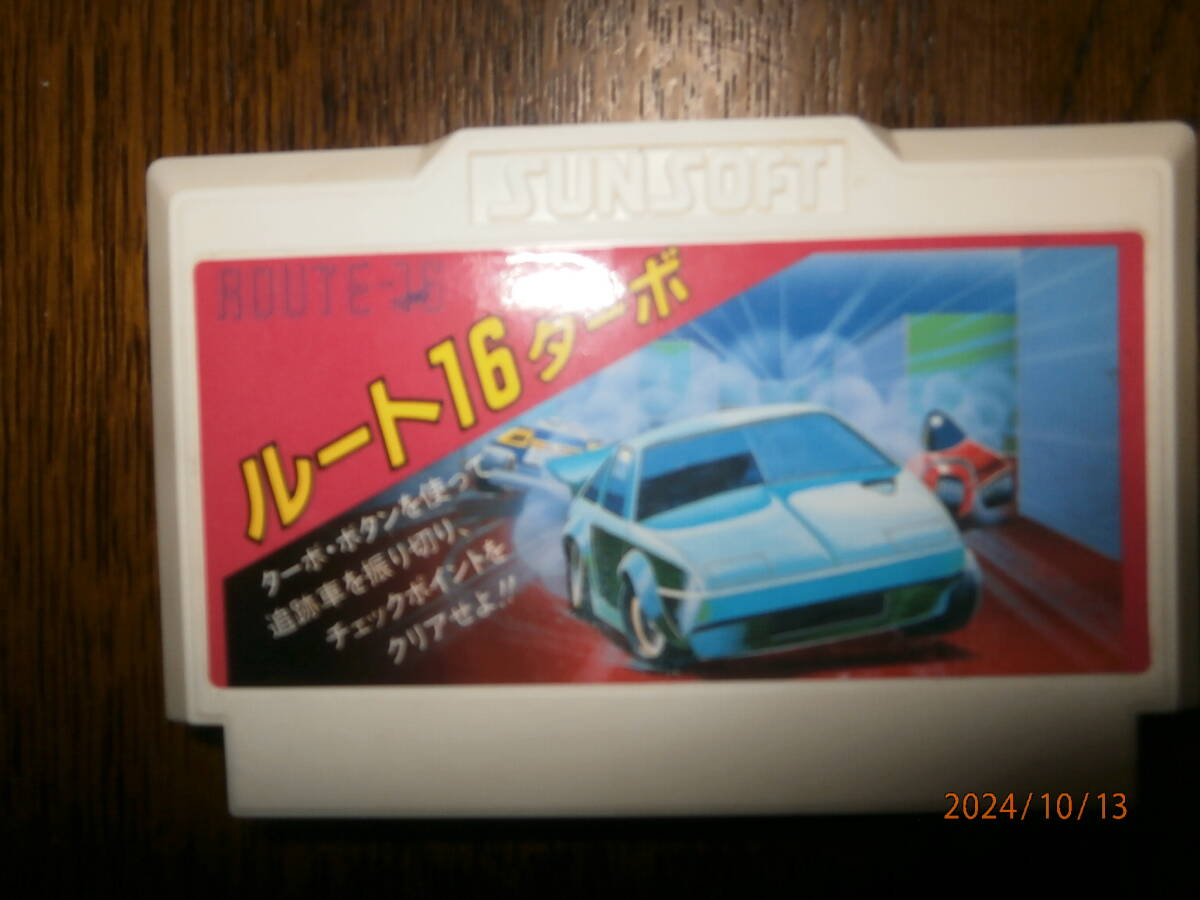 SUNSOFT
ROUTE-16
ルート16ターボ
ターボ・ボタンを使って、
追跡車を振り切り、
チェックポイントを
クリアせよ!!
2024/10/13